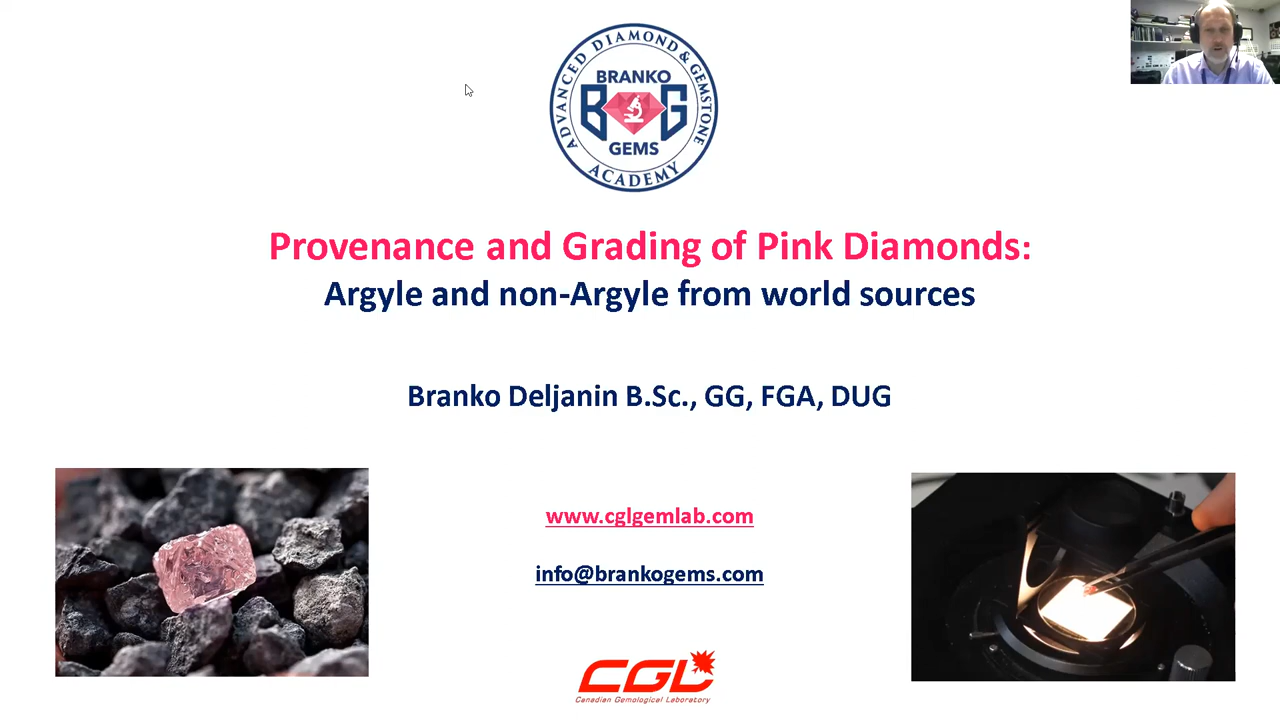 ADVANCED DIAMOND & GEMSTONE
BRANKO
B G
GEMS
ACADEMY
Provenance and Grading of Pink Diamonds:
Argyle and non-Argyle from world sources
Branko Deljanin B.Sc., GG, FGA, DUG
www.cglgemlab.com
info@brankogems.com
CGL
Canadian Gemological Laboratory